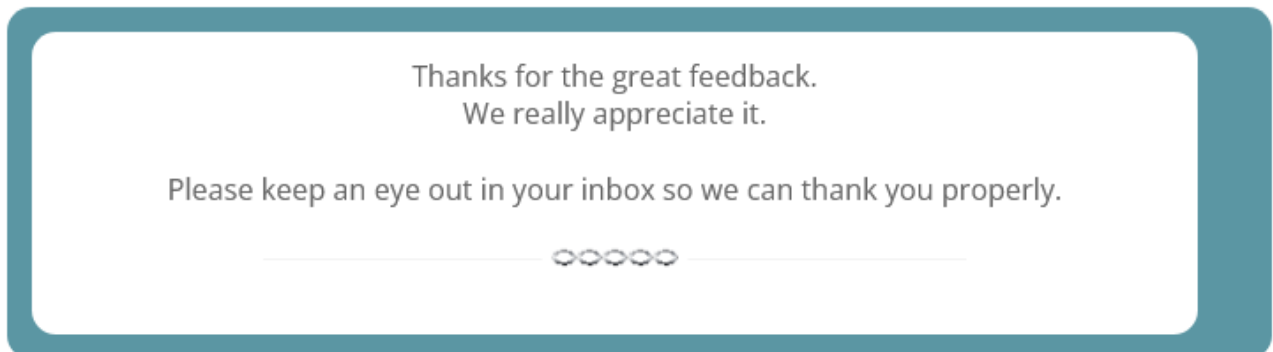 Thanks for the great feedback.
We really appreciate it.
Please keep an eye out in your inbox so we can thank you properly.